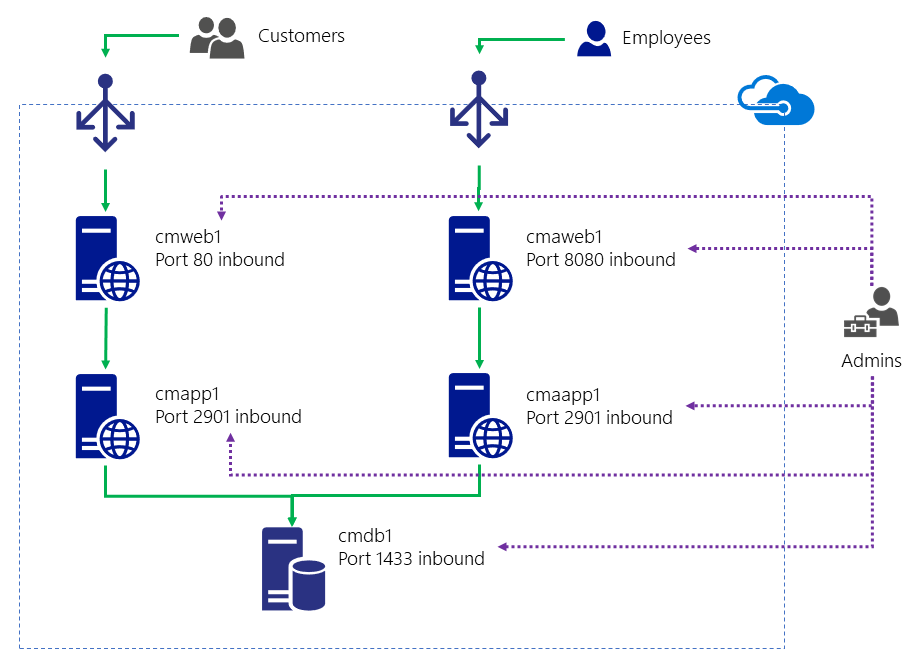 Customers
Employees
cmweb1
Port 80 inbound
cmaweb1
Port 8080 inbound
Admins
cmapp1
Port 2901 inbound
cmaapp1
Port 2901 inbound
cmdb1
Port 1433 inbound